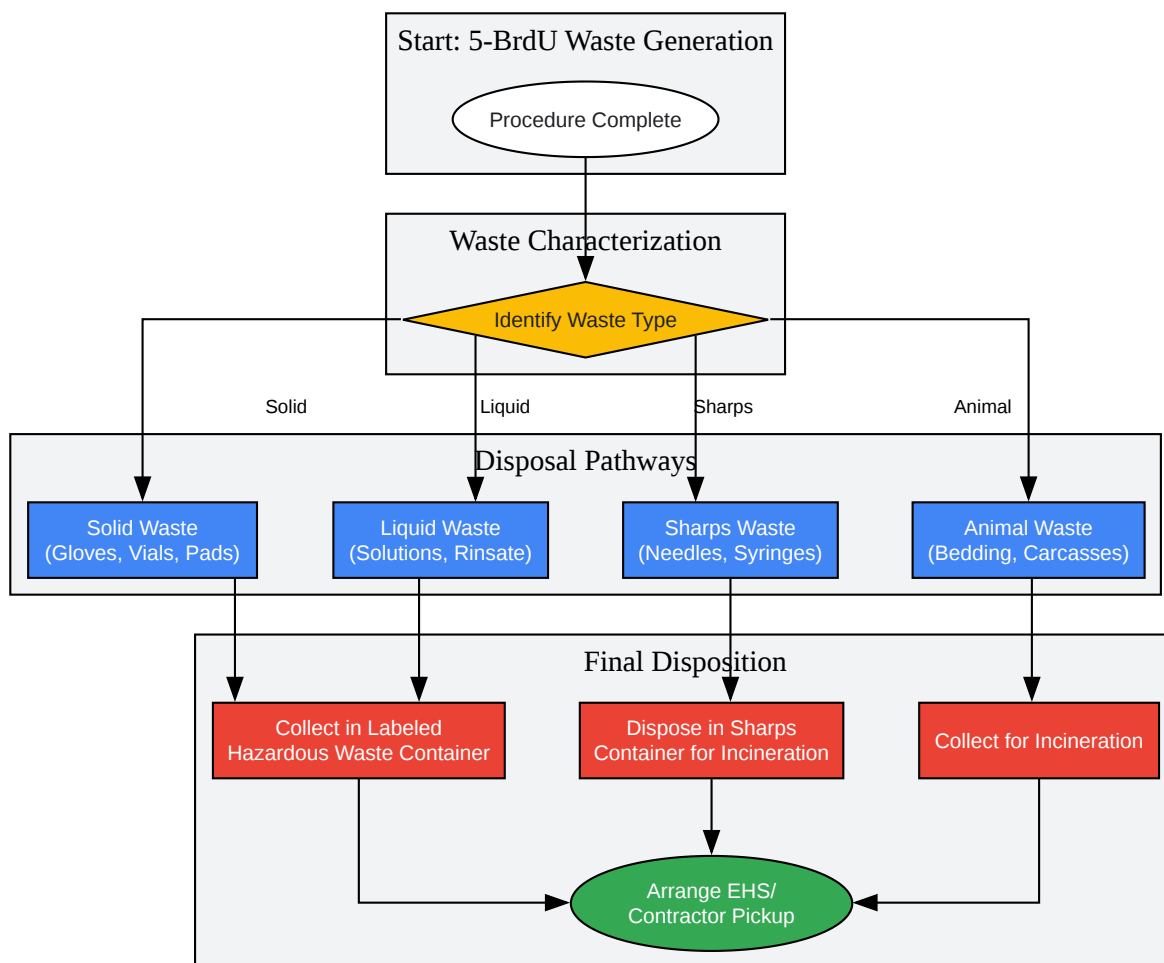 Start: 5-BrdU Waste Generation
Procedure Complete
Waste Characterization
Identify Waste Type
Solid
Liquid
Sharps
Animal
Disposal Pathways
Solid Waste
(Gloves, Vials, Pads)
Liquid Waste
(Solutions, Rinsate)
Sharps Waste
(Needles, Syringes)
Animal Waste
(Bedding, Carcasses)
Final Disposition
Collect in Labeled
Hazardous Waste Container
Dispose in Sharps
Container for Incineration
Collect for Incineration
Arrange EHS/
Contractor Pickup